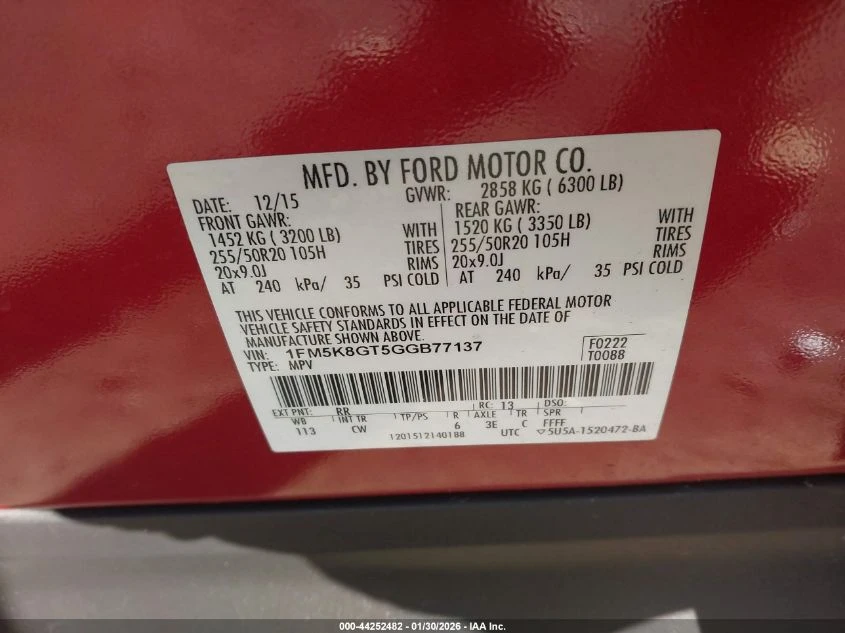 MFD. BY FORD MOTOR CO.
DATE: 12/15 GVWR: 2858 KG ( 6300 LB)
FRONT GAWR: REAR GAWR:
1452 KG ( 3200 LB) WITH 1520 KG ( 3350 LB) WITH
255/50R20 105H TIRES 255/50R20 105H TIRES
20x9.0J RIMS 20x9.0J RIMS
AT 240 kPa/ 35 PSI COLD AT 240 kPa/ 35 PSI COLD
THIS VEHICLE CONFORMS TO ALL APPLICABLE FEDERAL MOTOR
VEHICLE SAFETY STANDARDS IN EFFECT ON THE DATE OF
MANUFACTURE SHOWN ABOVE.
VIN: 1FM5K8GT5GGB77137 F0222
TYPE: MPV T0088
EXT PNT: RR RC: 13 DSO:
WB INT TR TP/PS R AXLE TR SPR
113 CW 6 3E C FFFF
120151214G188 UTC ▽5U5A-1520472-BA
000-44252482 - 01/30/2026 - IAA Inc.